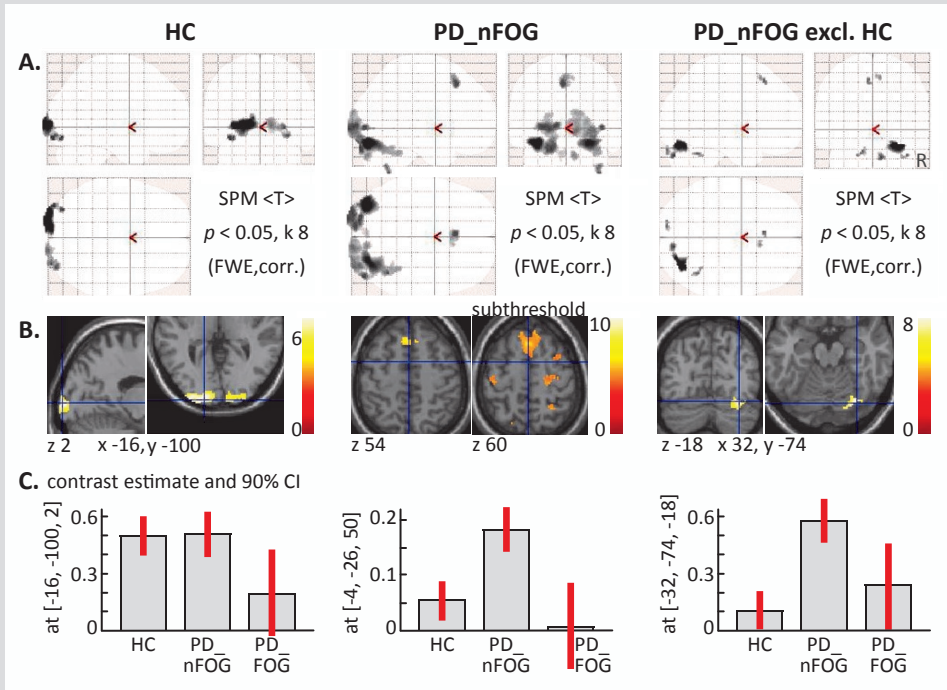 HC PD_nFOG PD_nFOG excl. HC
A.
R
SPM <T> SPM <T> SPM <T>
p < 0.05, k 8 p < 0.05, k 8 p < 0.05, k 8
(FWE,corr.) (FWE,corr.) (FWE,corr.)
subthreshold
B. 6 10 8
0 0 0
z 2 x -16, y -100 z 54 z 60 z -18 x 32, y -74
C. contrast estimate and 90% CI
at [-16, -100, 2]
0.6
0.3
0
HC PD_nFOG PD_FOG
at [-4, -26, 50]
0.2
0.1
0
HC PD_nFOG PD_FOG
at [-32, -74, -18]
0.6
0.3
0
HC PD_nFOG PD_FOG